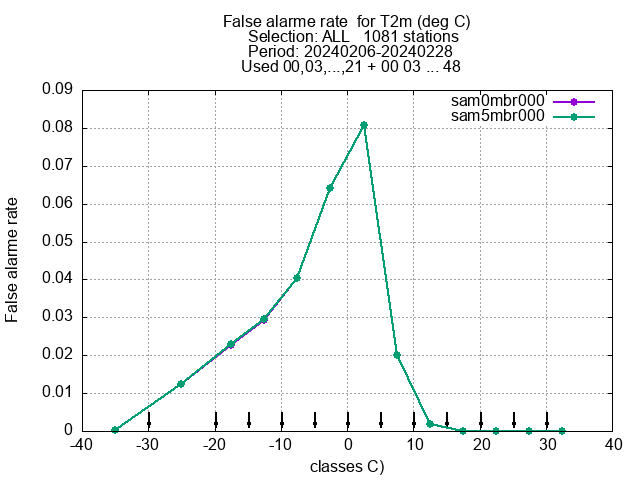 False alarme rate  for T2m (deg C)
Selection: ALL   1081 stations
Period: 20240206-20240228
Used 00,03,...,21 + 00 03 ... 48
sam0mbr000
sam5mbr000
0.09
0.08
0.07
0.06
0.05
0.04
0.03
0.02
0.01
0
False alarme rate
-40 -30 -20 -10 0 10 20 30 40
classes C)